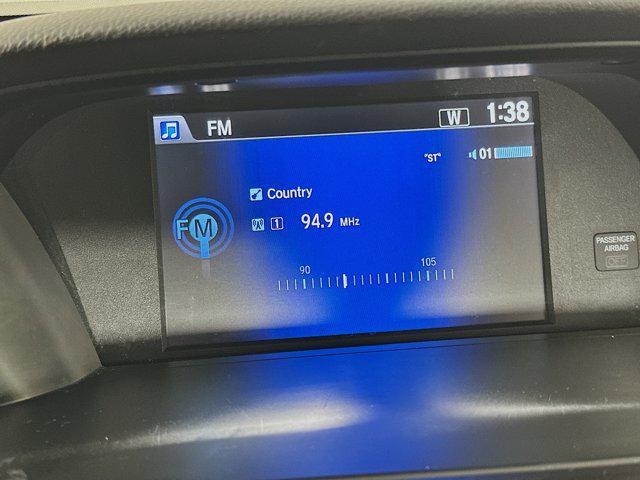 FM W 1:38
"ST" 01
Country
FM 1 94.9 MHz
90 105
PASSENGER
AIRBAG
OFF